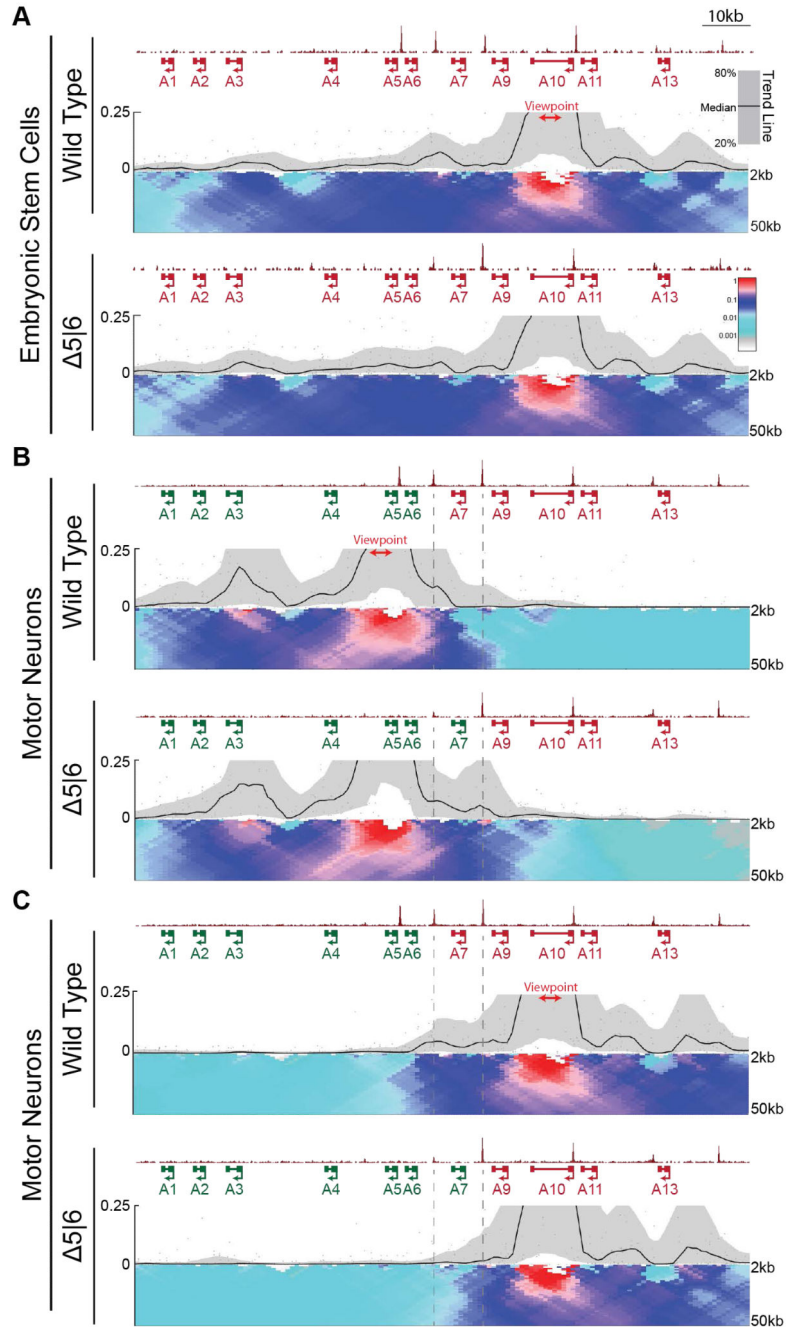 A
10kb
A1 A2 A3 A4 A5 A6 A7 A9 A10 A11 A13
0.25
Viewpoint
0
2kb
50kb
80%
Median
20%
Trend Line
Wild Type
Embryonic Stem Cells
A1 A2 A3 A4 A5 A6 A7 A9 A10 A11 A13
0.25
0
2kb
50kb
1
0.1
0.01
0.001
Δ5|6
B
A1 A2 A3 A4 A5 A6 A7 A9 A10 A11 A13
0.25
Viewpoint
0
2kb
50kb
Wild Type
Motor Neurons
A1 A2 A3 A4 A5 A6 A7 A9 A10 A11 A13
0.25
0
2kb
50kb
Δ5|6
C
A1 A2 A3 A4 A5 A6 A7 A9 A10 A11 A13
0.25
Viewpoint
0
2kb
50kb
Wild Type
Motor Neurons
A1 A2 A3 A4 A5 A6 A7 A9 A10 A11 A13
0.25
0
2kb
50kb
Δ5|6